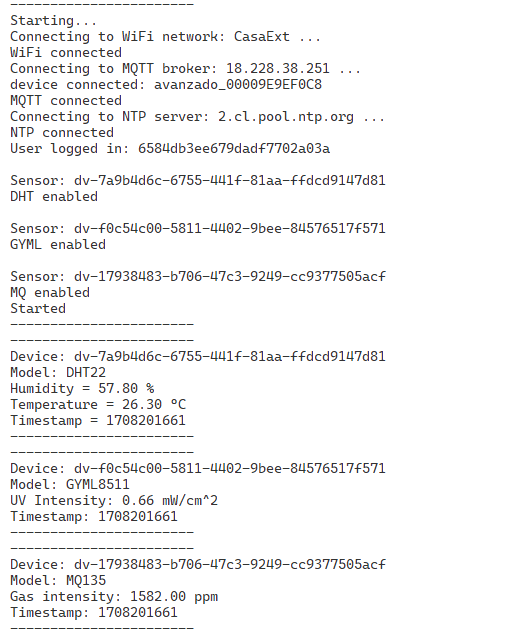 -----------------------
Starting...
Connecting to WiFi network: CasaExt ...
WiFi connected
Connecting to MQTT broker: 18.228.38.251 ...
device connected: avanzado_00009E9EF0C8
MQTT connected
Connecting to NTP server: 2.cl.pool.ntp.org ...
NTP connected
User logged in: 6584db3ee679dadf7702a03a
Sensor: dv-7a9b4d6c-6755-441f-81aa-ffdcd9147d81
DHT enabled
Sensor: dv-f0c54c00-5811-4402-9bee-84576517f571
GYML enabled
Sensor: dv-17938483-b706-47c3-9249-cc9377505acf
MQ enabled
Started
-----------------------
-----------------------
Device: dv-7a9b4d6c-6755-441f-81aa-ffdcd9147d81
Model: DHT22
Humidity = 57.80 %
Temperature = 26.30 ºC
Timestamp = 1708201661
-----------------------
-----------------------
Device: dv-f0c54c00-5811-4402-9bee-84576517f571
Model: GYML8511
UV Intensity: 0.66 mW/cm^2
Timestamp: 1708201661
-----------------------
-----------------------
Device: dv-17938483-b706-47c3-9249-cc9377505acf
Model: MQ135
Gas intensity: 1582.00 ppm
Timestamp: 1708201661
-----------------------